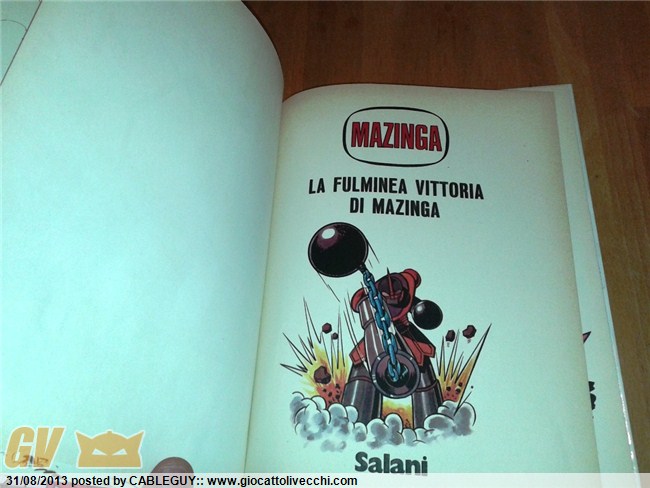 MAZINGA
LA FULMINEA VITTORIA
DI MAZINGA
Salani
GV
31/08/2013 posted by CABLEGUY:: www.giocattolivecchi.com